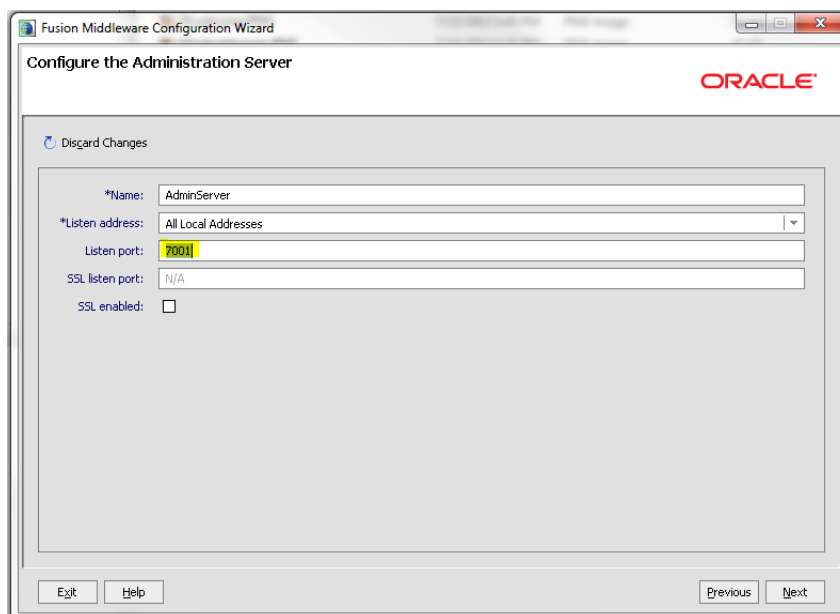 Fusion Middleware Configuration Wizard
Configure the Administration Server
ORACLE
Discard Changes
*Name: AdminServer
*Listen address: All Local Addresses
Listen port: 7001
SSL listen port: N/A
SSL enabled:
Exit Help Previous Next